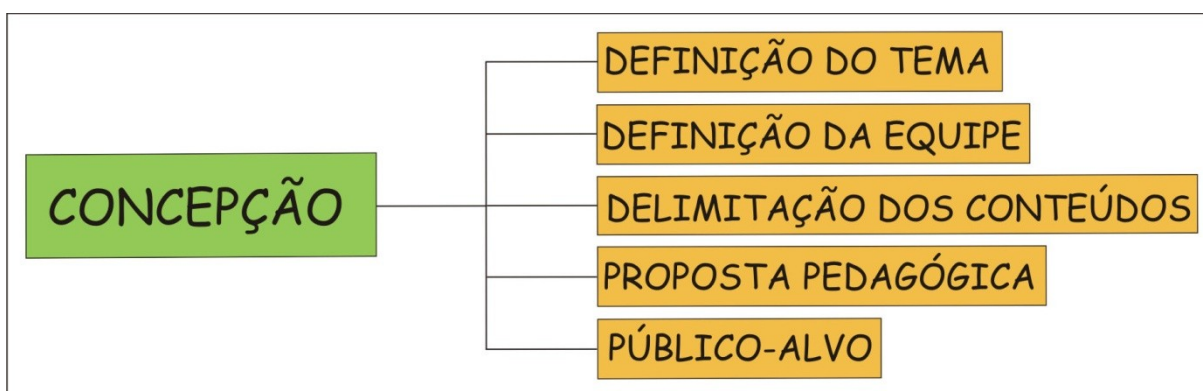 CONCEPÇÃO
DEFINIÇÃO DO TEMA
DEFINIÇÃO DA EQUIPE
DELIMITAÇÃO DOS CONTEÚDOS
PROPOSTA PEDAGÓGICA
PÚBLICO-ALVO